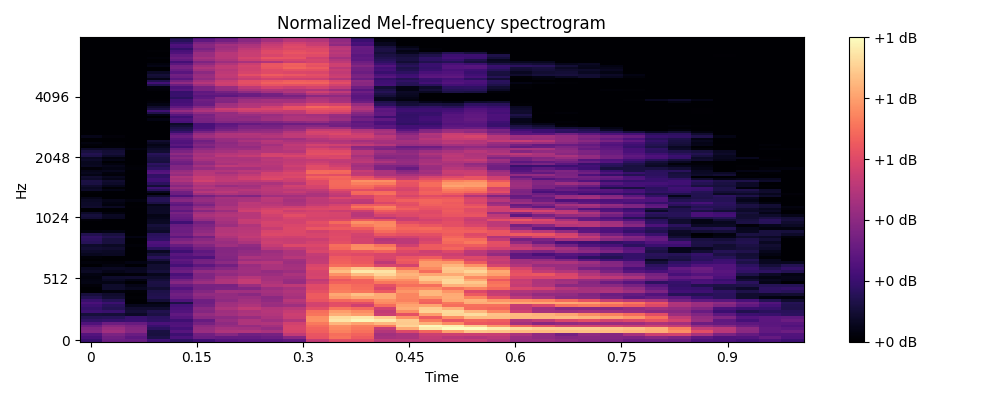 Normalized Mel-frequency spectrogram
Hz
4096
2048
1024
512
0
0 0.15 0.3 0.45 0.6 0.75 0.9
Time
+1 dB
+1 dB
+1 dB
+0 dB
+0 dB
+0 dB